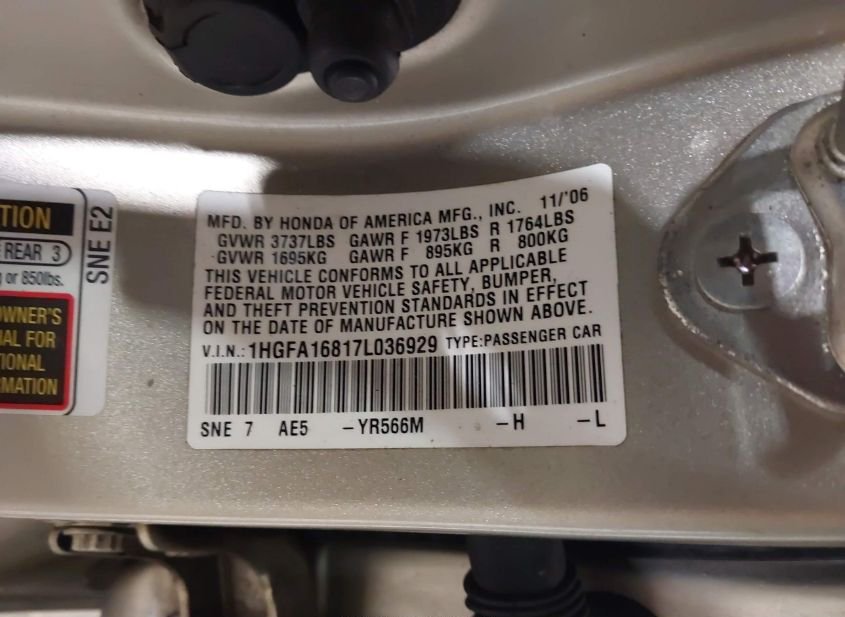 TION
REAR 3
g or 850lbs.
OWNER'S
UAL FOR
TIONAL
RMATION
SNE E2
MFD. BY HONDA OF AMERICA MFG., INC. 11/'06
GVWR 3737LBS GAWR F 1973LBS R 1764LBS
GVWR 1695KG GAWR F 895KG R 800KG
THIS VEHICLE CONFORMS TO ALL APPLICABLE
FEDERAL MOTOR VEHICLE SAFETY, BUMPER,
AND THEFT PREVENTION STANDARDS IN EFFECT
ON THE DATE OF MANUFACTURE SHOWN ABOVE.
V.I.N.: 1HGFA16817L036929 TYPE:PASSENGER CAR
SNE 7 AE5 -YR566M -H -L